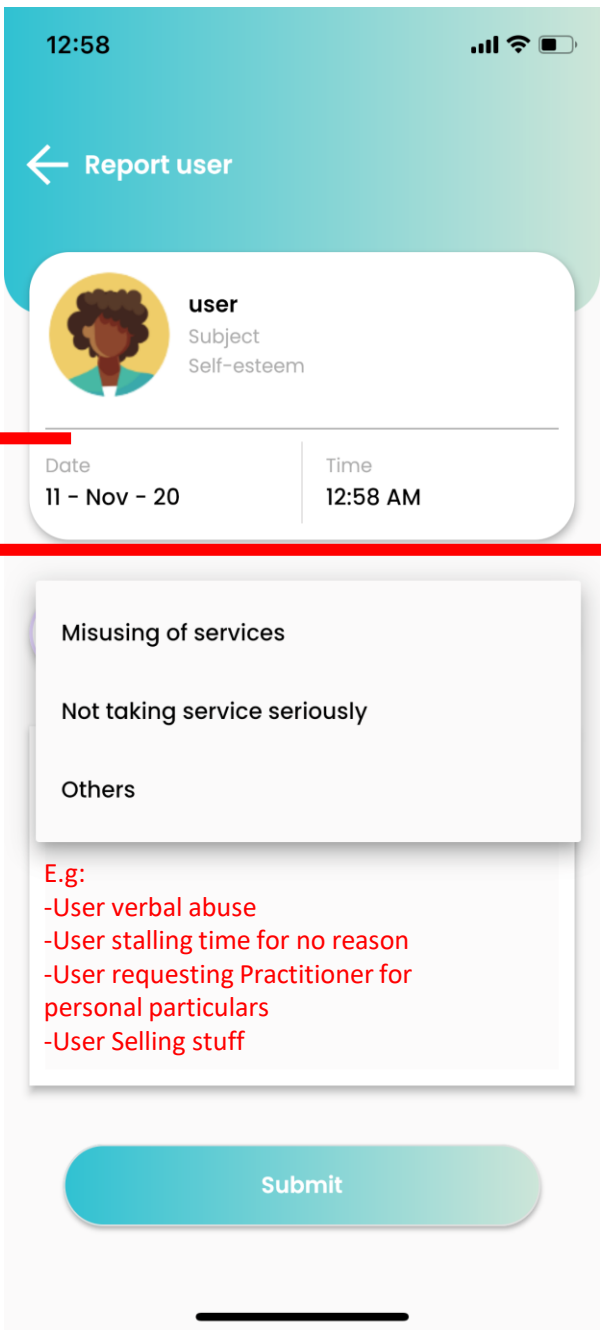 12:58
Report user
user
Subject
Self-esteem
Date
Time
11 - Nov - 20
12:58 AM
Misusing of services
Not taking service seriously
Others
E.g:
-User verbal abuse
-User stalling time for no reason
-User requesting Practitioner for
personal particulars
-User Selling stuff
Submit